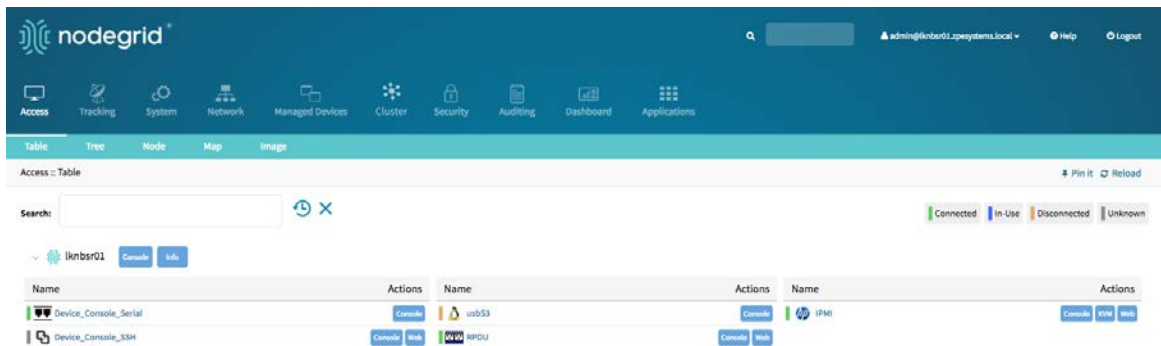 nodegrid
admin@lknbsr01.zpesystems.local Help Logout
Access Tracking System Network Managed Devices Cluster Security Auditing Dashboard Applications
Table Tree Node Map Image
Access :: Table Pin it Reload
Search: Connected In-Use Disconnected Unknown
lknbsr01 Console Info
Name Actions Name Actions Name Actions
Device_Console_Serial Console usbS3 Console hp IPMI Console KVM Web
Device_Console_SSH Console Web RPDU Console Web